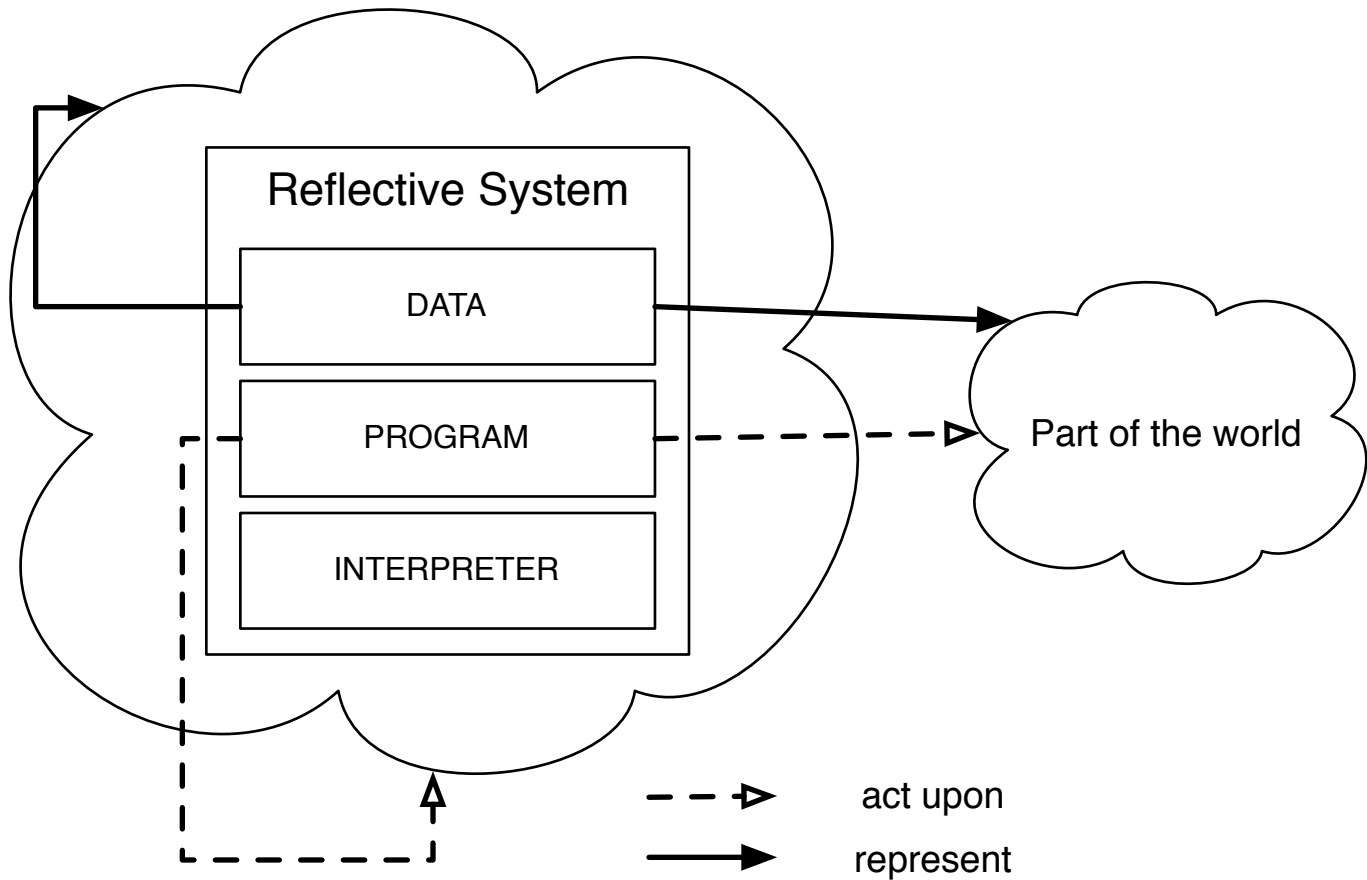 Reflective System
DATA
PROGRAM
Part of the world
INTERPRETER
act upon
represent